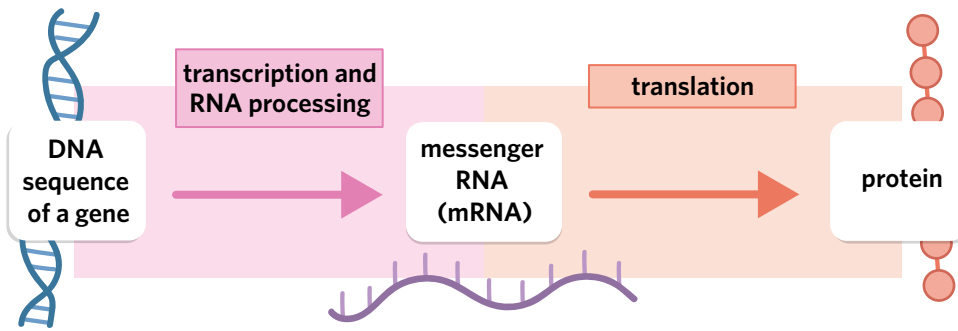 transcription and
RNA processing
translation
DNA
sequence
of a gene
messenger
RNA
(mRNA)
protein